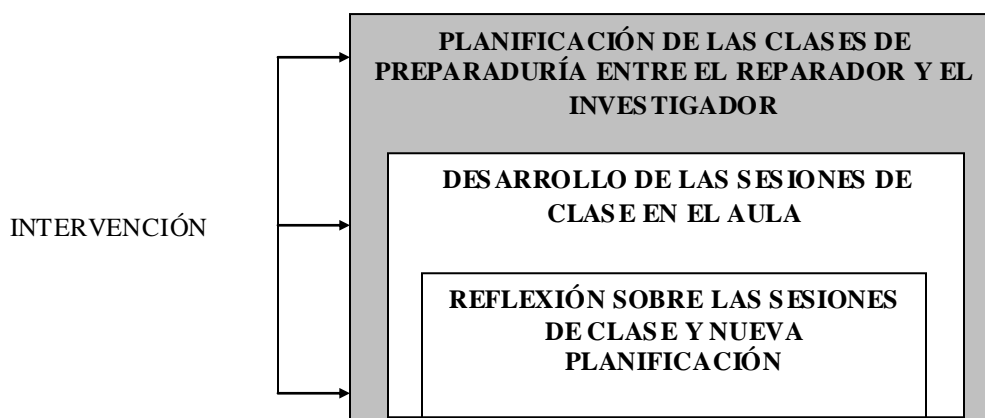 PLANIFICACIÓN DE LAS CLASES DE
PREPARADURÍA ENTRE EL REPARADOR Y EL
INVESTIGADOR
DESARROLLO DE LAS SESIONES DE
CLASE EN EL AULA
INTERVENCIÓN
REFLEXIÓN SOBRE LAS SESIONES
DE CLASE Y NUEVA
PLANIFICACIÓN